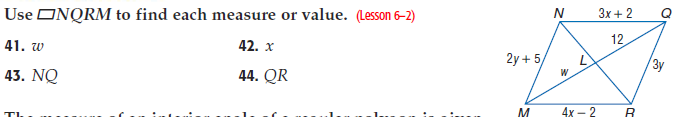 Use ▱NQRM to find each measure or value. (Lesson 6–2)
41. w
42. x
43. NQ
44. QR
N 3x + 2 Q
12
2y + 5 L 3y
w
M 4x – 2 R